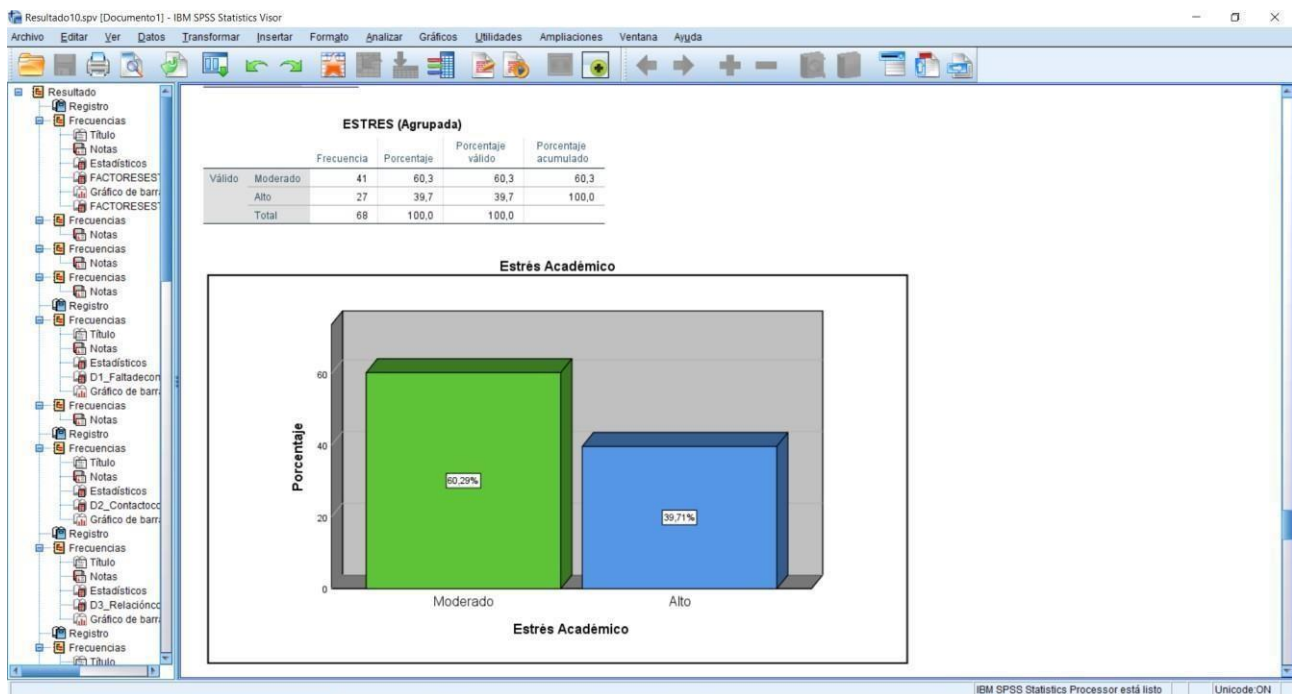 Resultado10.spv [Documento1] - IBM SPSS Statistics Visor
Archivo Editar Ver Datos Transformar Insertar Formato Analizar Gráficos Utilidades Ampliaciones Ventana Ayuda
Resultado
Registro
Frecuencias
Título
Notas
Estadísticos
FACTORESEST
Gráfico de barra
FACTORESEST
Frecuencias
Notas
Frecuencias
Notas
Frecuencias
Notas
Registro
Frecuencias
Título
Notas
Estadísticos
D1_Faltadecon
Gráfico de barra
Frecuencias
Notas
Registro
Frecuencias
Título
Notas
Estadísticos
D2_Contactocc
Gráfico de barra
Registro
Frecuencias
Título
Notas
Estadísticos
D3_Relacióncc
Gráfico de barra
Registro
Frecuencias
Título
ESTRES (Agrupada)
Frecuencia Porcentaje Porcentaje válido Porcentaje acumulado
Válido Moderado 41 60,3 60,3 60,3
Alto 27 39,7 39,7 100,0
Total 68 100,0 100,0
Estrés Académico
Porcentaje
60
40
20
0
60,29%
39,71%
Moderado Alto
Estrés Académico
IBM SPSS Statistics Processor está listo Unicode:ON